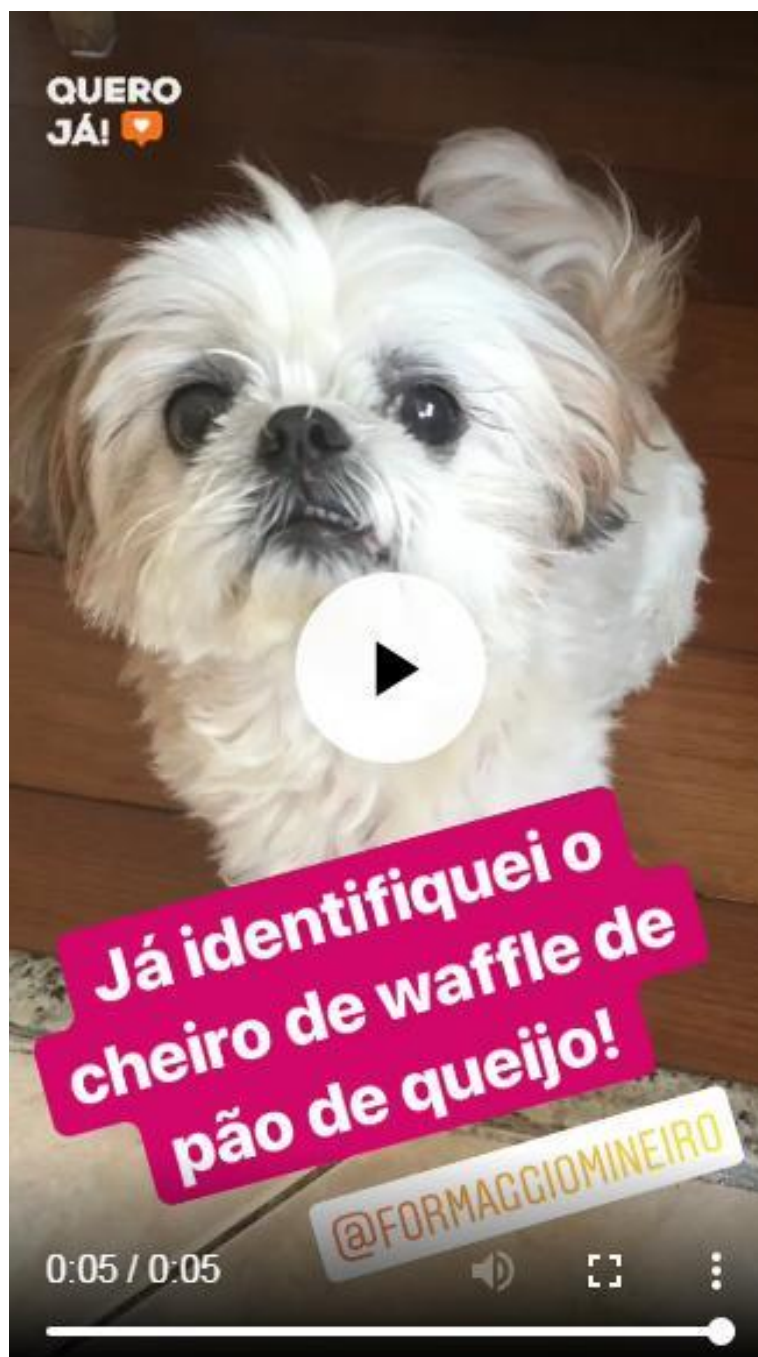 QUERO
JÁ!
Já identifiquei o
cheiro de waffle de
pão de queijo!
@FORMAGGIOMINEIRO
0:05 / 0:05